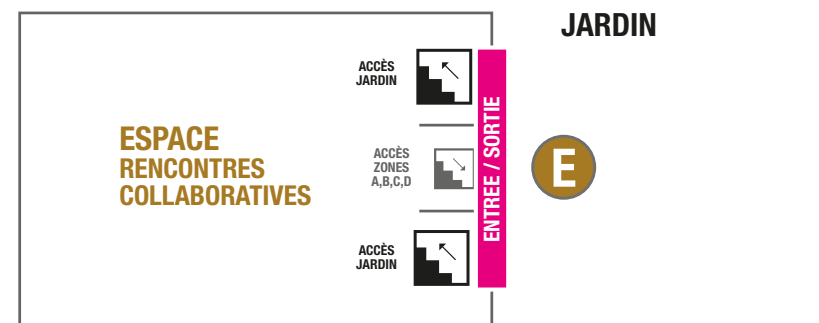 JARDIN
ACCÈS
JARDIN
ESPACE
RENCONTRES
COLLABORATIVES
ACCÈS
ZONES
A,B,C,D
ENTREE / SORTIE
E
ACCÈS
JARDIN